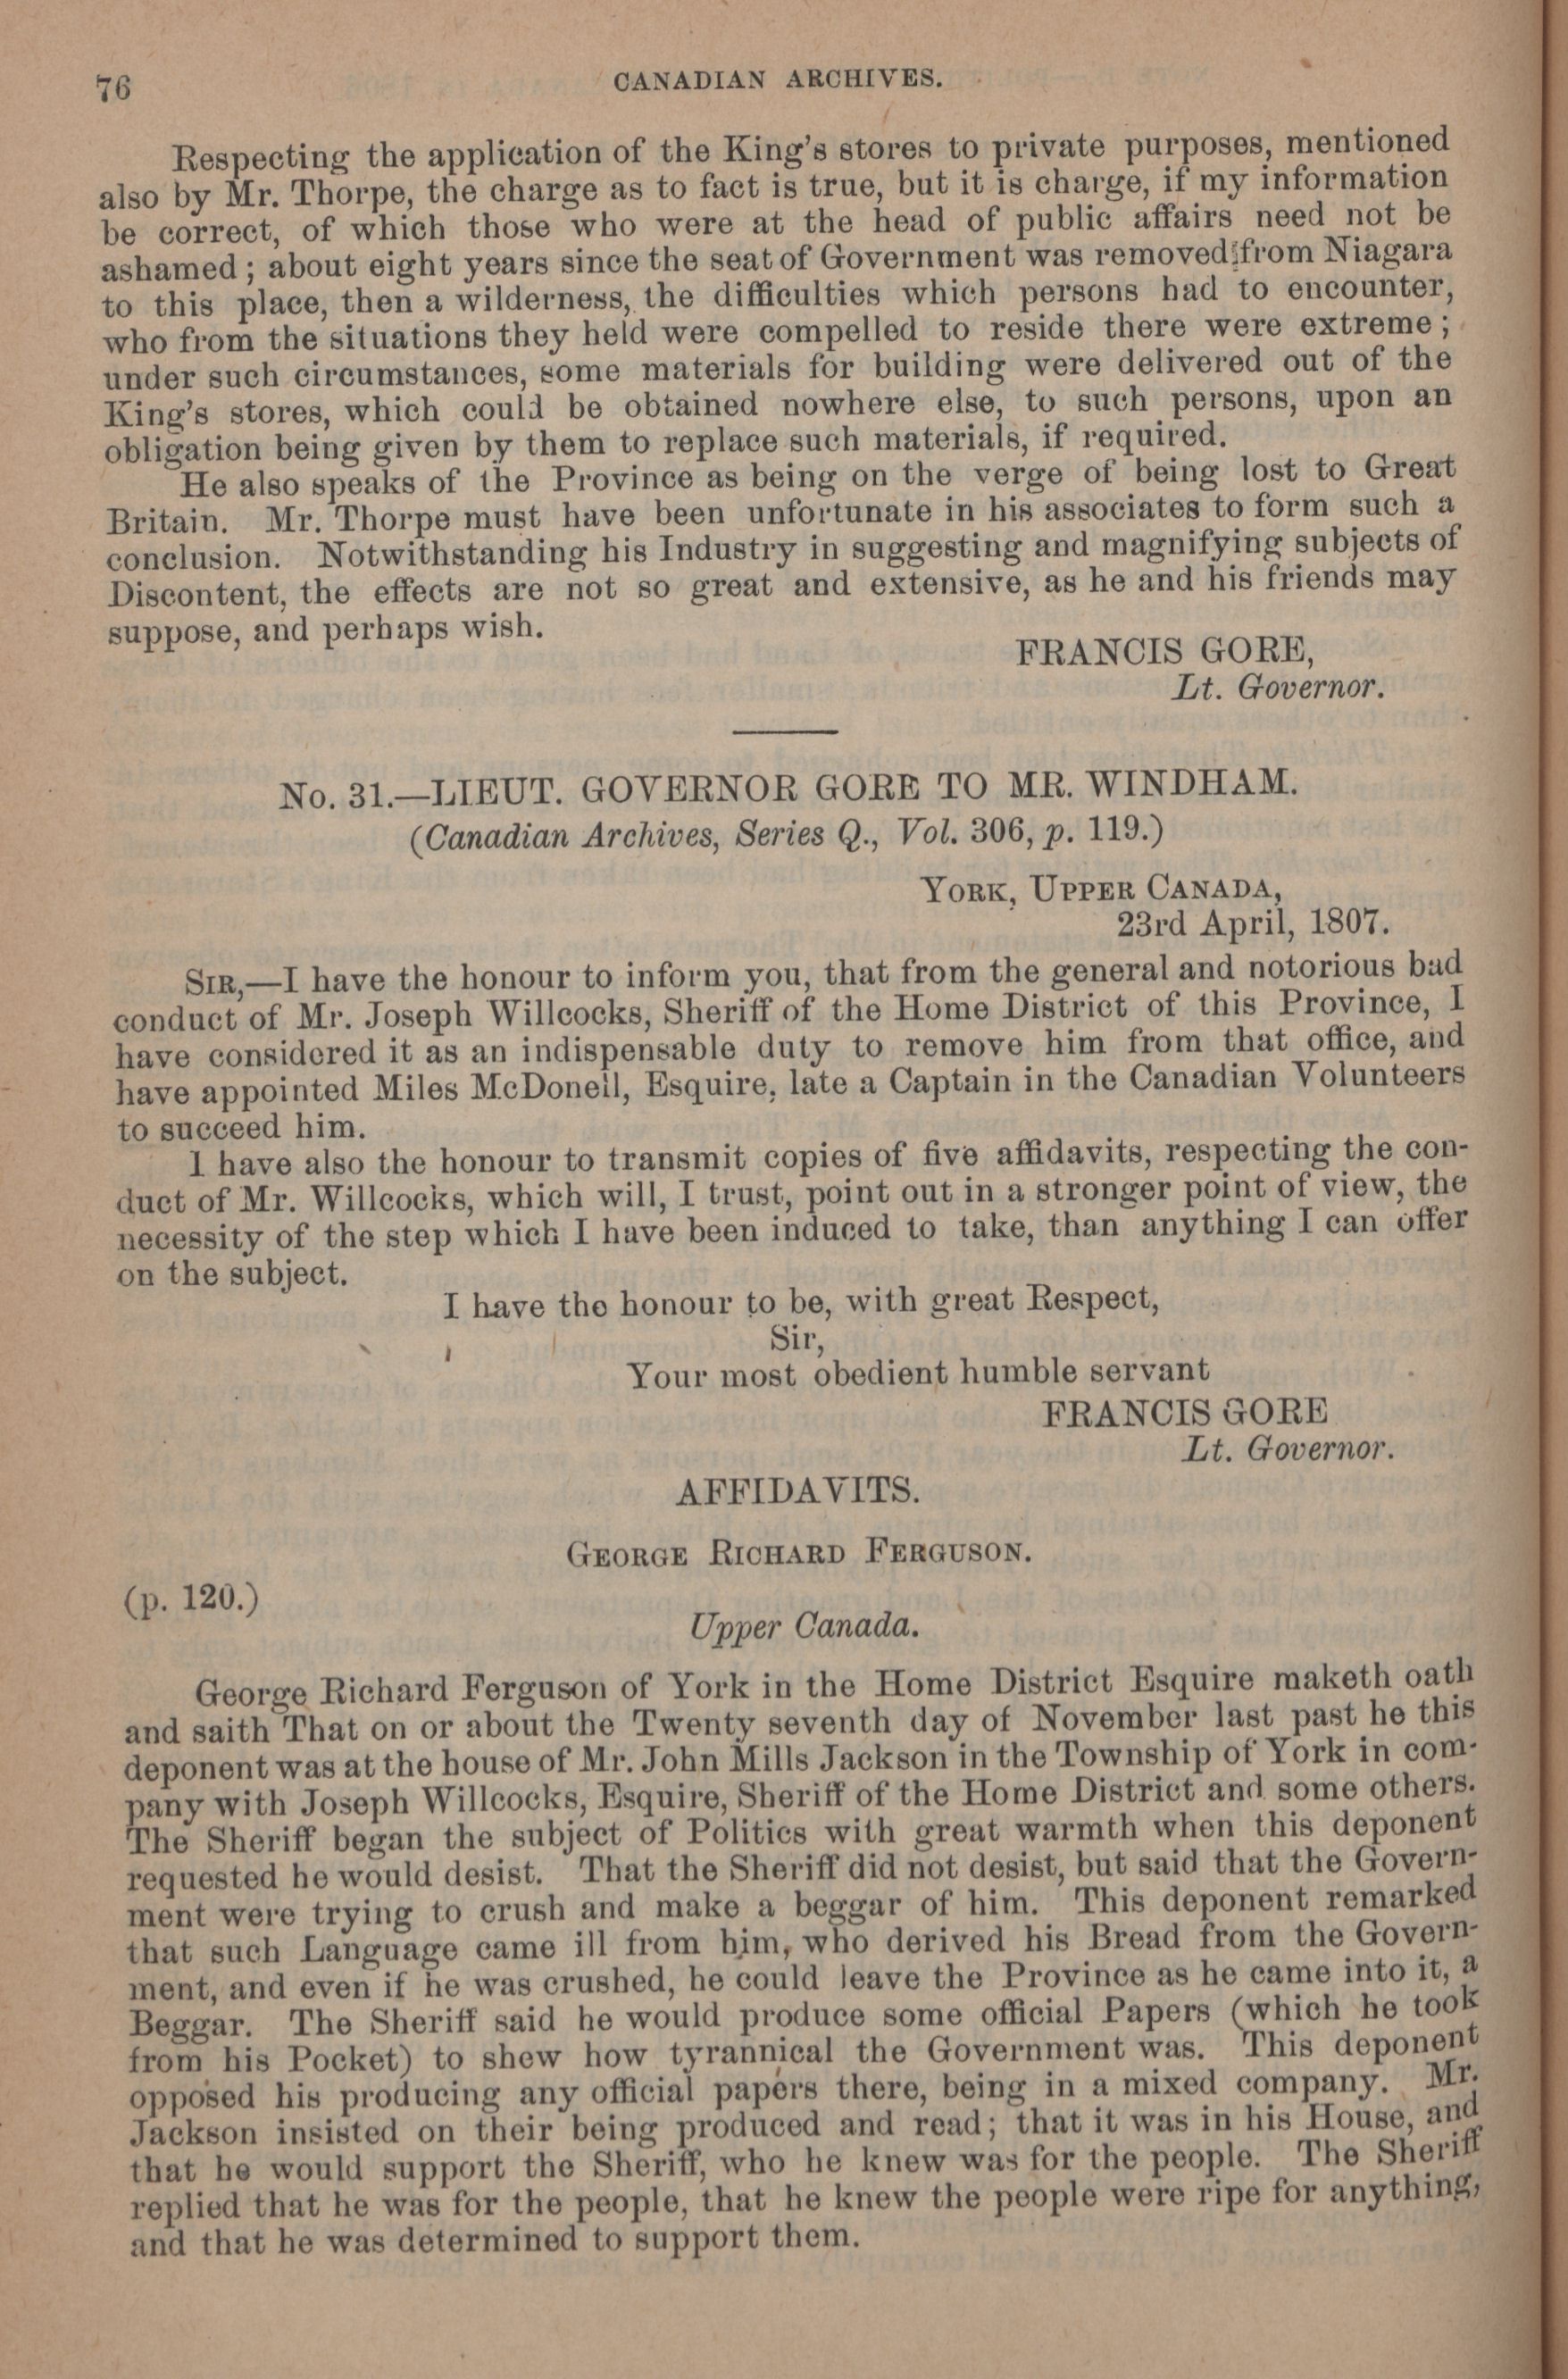 76
CANADIAN ARCHIVES.
Respecting the application of the King's stores to private purposes, mentioned
also by Mr. Thorpe, the charge as to fact is true, but it is charge, if my information
be correct, of which those who were at the head of public affairs need not be
ashamed; about eight years since the seat of Government was removed from Niagara
to this place, then a wilderness, the difficulties which persons had to encounter,
who from the situations they held were compelled to reside there were extreme;
under such circumstances, some materials for building were delivered out of the
King's stores, which could be obtained nowhere else, to such persons, upon an
obligation being given by them to replace such materials, if required.
He also speaks of the Province as being on the verge of being lost to Great
Britain. Mr. Thorpe must have been unfortunate in his associates to form such a
conclusion. Notwithstanding his Industry in suggesting and magnifying subjects of
Discontent, the effects are not so great and extensive, as he and his friends may
suppose, and perhaps wish.
FRANCIS GORE,
Lt. Governor.
No. 31.—LIEUT. GOVERNOR GORE TO MR. WINDHAM.
(Canadian Archives, Series Q., Vol. 306, p. 119.)
YORK, UPPER CANADA,
23rd April, 1807.
SIR,—I have the honour to inform you, that from the general and notorious bad
conduct of Mr. Joseph Willcocks, Sheriff of the Home District of this Province, I
have considered it as an indispensable duty to remove him from that office, and
have appointed Miles McDonell, Esquire, late a Captain in the Canadian Volunteers
to succeed him.
I have also the honour to transmit copies of five affidavits, respecting the con-
duct of Mr. Willcocks, which will, I trust, point out in a stronger point of view, the
necessity of the step which I have been induced to take, than anything I can offer
on the subject.
I have the honour to be, with great Respect,
Sir,
Your most obedient humble servant
FRANCIS GORE
Lt. Governor.
AFFIDAVITS.
GEORGE RICHARD FERGUSON.
(p. 120.)
Upper Canada.
George Richard Ferguson of York in the Home District Esquire maketh oath
and saith That on or about the Twenty seventh day of November last past he this
deponent was at the house of Mr. John Mills Jackson in the Township of York in com-
pany with Joseph Willcocks, Esquire, Sheriff of the Home District and some others.
The Sheriff began the subject of Politics with great warmth when this deponent
requested he would desist. That the Sheriff did not desist, but said that the Govern-
ment were trying to crush and make a beggar of him. This deponent remarked
that such Language came ill from him, who derived his Bread from the Govern-
ment, and even if he was crushed, he could leave the Province as he came into it, a
Beggar. The Sheriff said he would produce some official Papers (which he took
from his Pocket) to shew how tyrannical the Government was. This deponent
opposed his producing any official papers there, being in a mixed company. Mr.
Jackson insisted on their being produced and read; that it was in his House, and
that he would support the Sheriff, who he knew was for the people. The Sheriff
replied that he was for the people, that he knew the people were ripe for anything,
and that he was determined to support them.